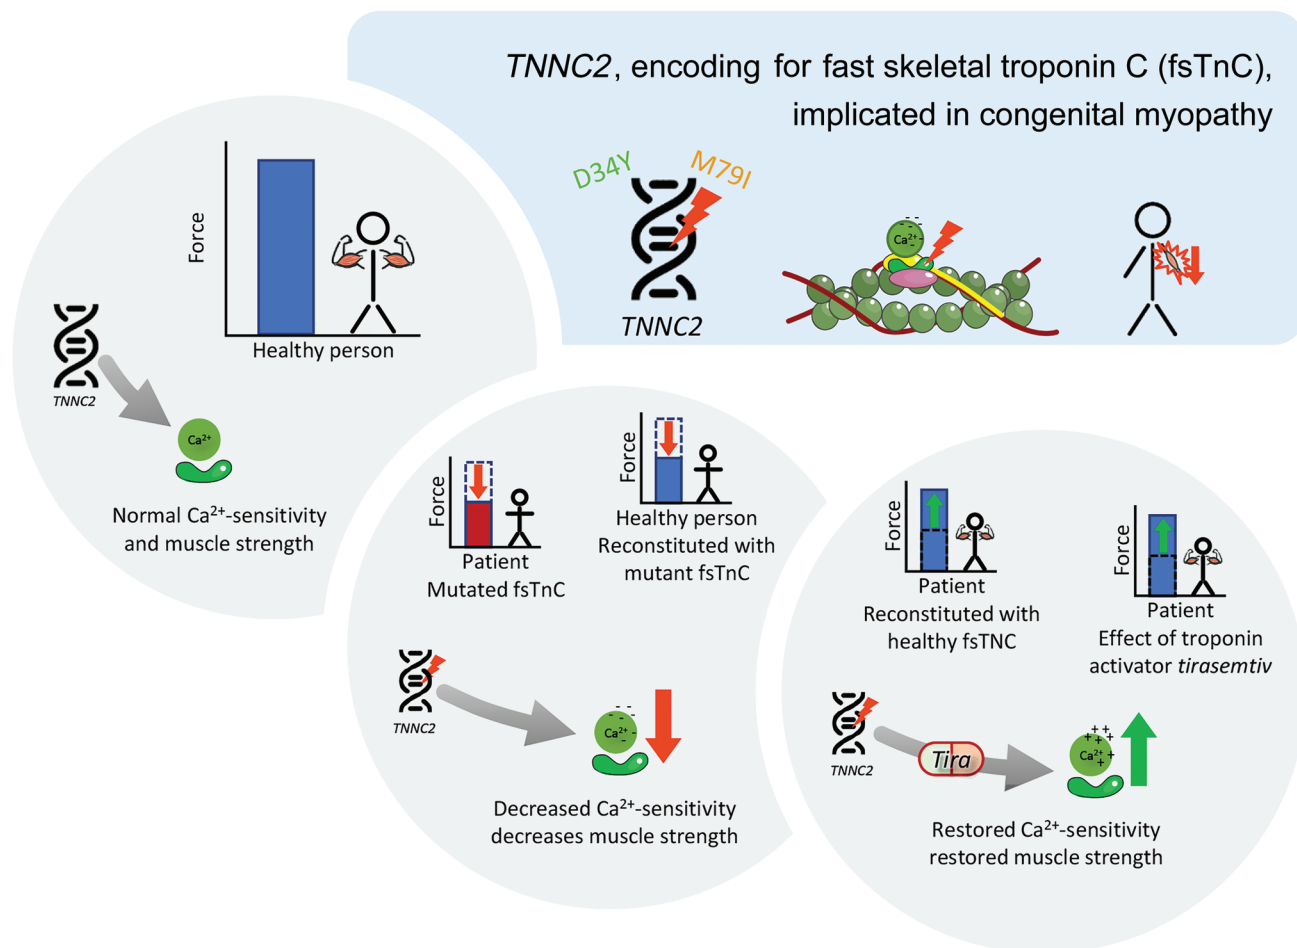 TNNC2, encoding for fast skeletal troponin C (fsTnC),
implicated in congenital myopathy
D34Y
M79I
Ca²⁺
TNNC2
Force
Healthy person
TNNC2
Ca²⁺
Normal Ca²⁺-sensitivity
and muscle strength
Force
Patient
Mutated fsTnC
Force
Healthy person
Reconstituted with
mutant fsTnC
TNNC2
Ca²⁺
Decreased Ca²⁺-sensitivity
decreases muscle strength
Force
Patient
Reconstituted with
healthy fsTNC
Force
Patient
Effect of troponin
activator tirasemtiv
TNNC2
Tira
Ca²⁺
Restored Ca²⁺-sensitivity
restored muscle strength